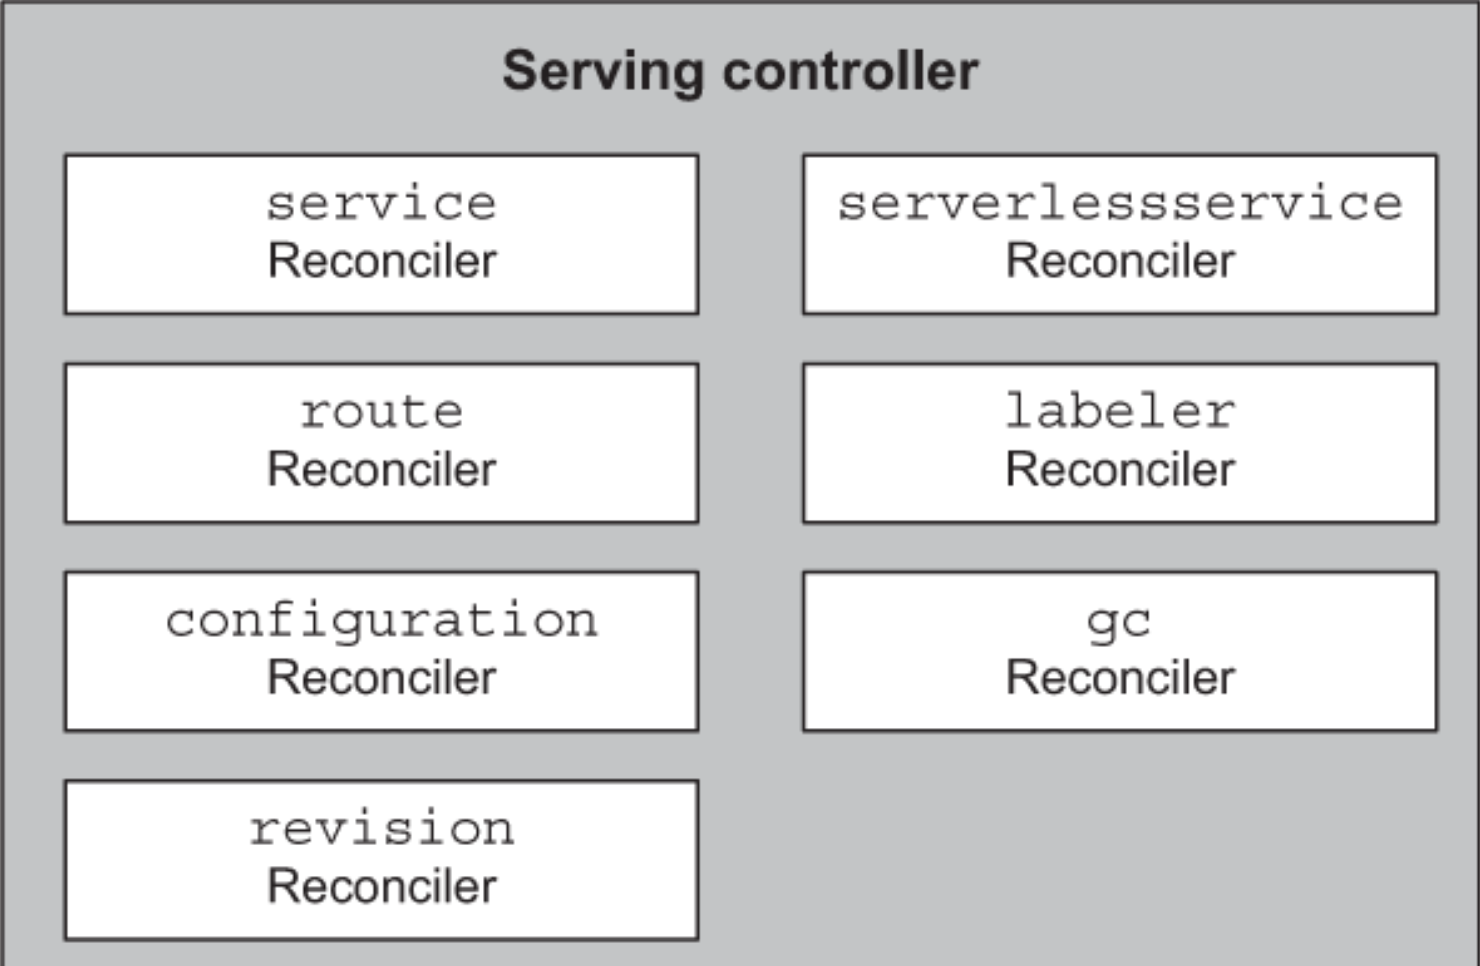 Serving controller
service
Reconciler
serverlessservice
Reconciler
route
Reconciler
labeler
Reconciler
configuration
Reconciler
gc
Reconciler
revision
Reconciler